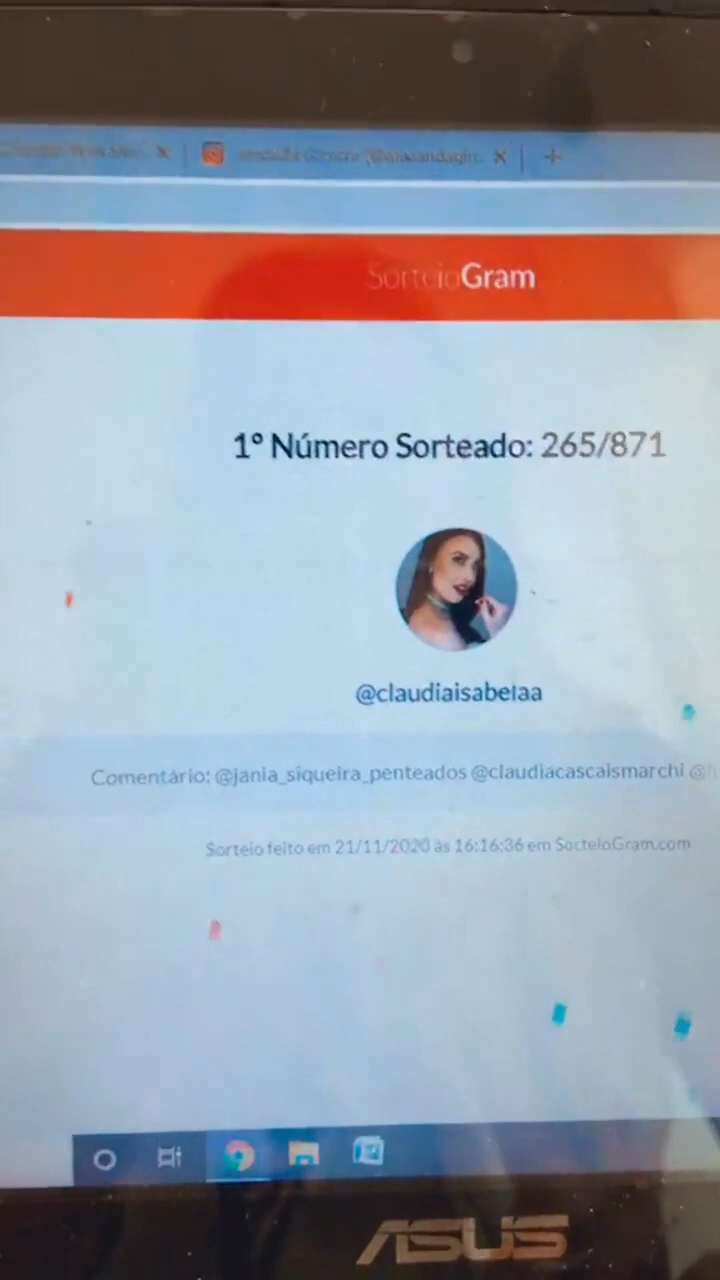 SorteioGram
1º Número Sorteado: 265/871
@claudiaisabelaa
Comentário: @jania_siqueira_penteados @claudiacascaismarchi
Sorteio feito em 21/11/2020 às 16:16:36 em SorteioGram.com
ASUS